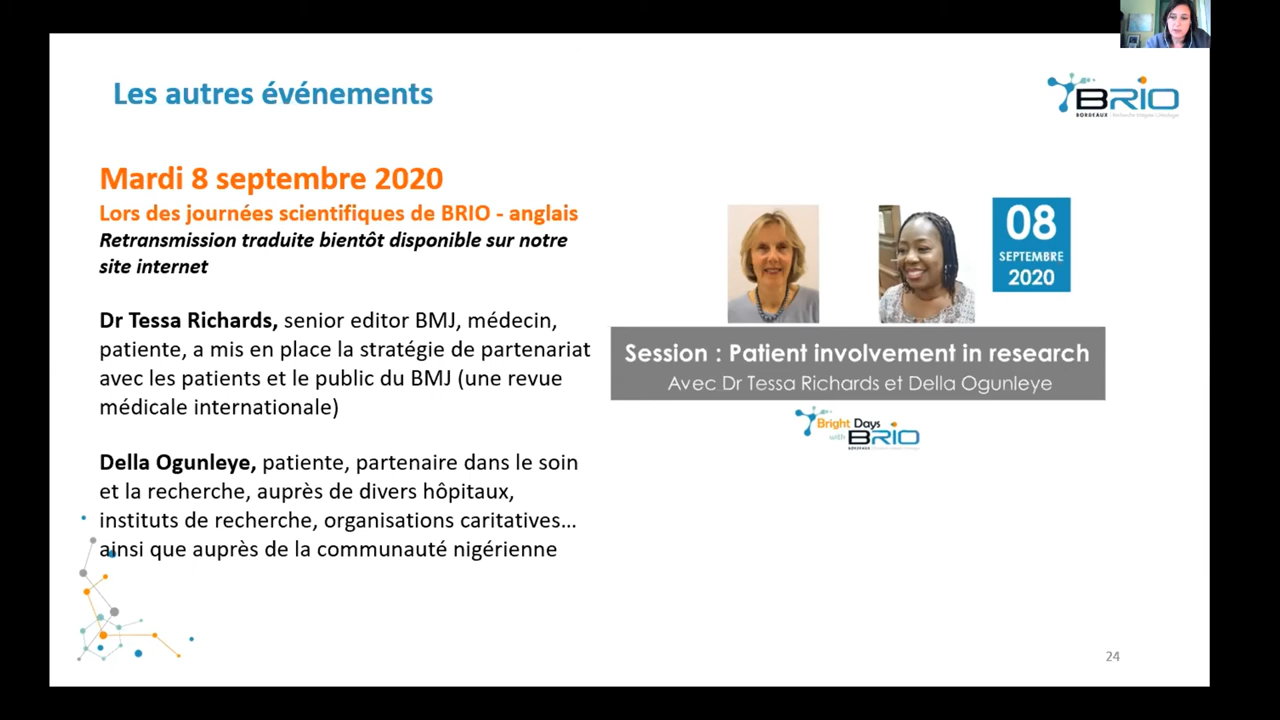 Les autres événements
BRIO
BORDEAUX
Mardi 8 septembre 2020
Lors des journées scientifiques de BRIO - anglais
Retransmission traduite bientôt disponible sur notre
site internet
Dr Tessa Richards, senior editor BMJ, médecin,
patiente, a mis en place la stratégie de partenariat
avec les patients et le public du BMJ (une revue
médicale internationale)
Della Ogunleye, patiente, partenaire dans le soin
et la recherche, auprès de divers hôpitaux,
instituts de recherche, organisations caritatives…
ainsi que auprès de la communauté nigérienne
08
SEPTEMBRE
2020
Session : Patient involvement in research
Avec Dr Tessa Richards et Della Ogunleye
Bright Days
with BRIO
24